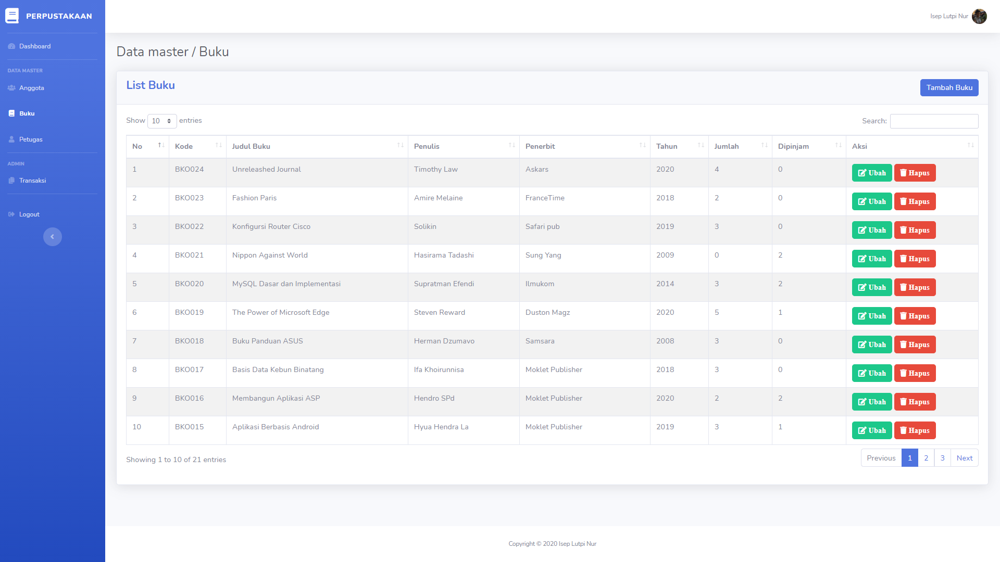 PERPUSTAKAAN
Isep Lutpi Nur
Dashboard
DATA MASTER
Anggota
Buku
Petugas
ADMIN
Transaksi
Logout
Data master / Buku
List Buku
Tambah Buku
Show 10 entries
Search:
No Kode Judul Buku Penulis Penerbit Tahun Jumlah Dipinjam Aksi
1 BKO024 Unreleashed Journal Timothy Law Askars 2020 4 0 Ubah Hapus
2 BKO023 Fashion Paris Amire Melaine FranceTime 2018 2 0 Ubah Hapus
3 BKO022 Konfigursi Router Cisco Solikin Safari pub 2019 3 0 Ubah Hapus
4 BKO021 Nippon Against World Hasirama Tadashi Sung Yang 2009 0 2 Ubah Hapus
5 BKO020 MySQL Dasar dan Implementasi Supratman Efendi Ilmukom 2014 3 2 Ubah Hapus
6 BKO019 The Power of Microsoft Edge Steven Reward Duston Magz 2020 5 1 Ubah Hapus
7 BKO018 Buku Panduan ASUS Herman Dzumavo Samsara 2008 3 0 Ubah Hapus
8 BKO017 Basis Data Kebun Binatang Ifa Khoirunnisa Moklet Publisher 2018 3 0 Ubah Hapus
9 BKO016 Membangun Aplikasi ASP Hendro SPd Moklet Publisher 2020 2 2 Ubah Hapus
10 BKO015 Aplikasi Berbasis Android Hyua Hendra La Moklet Publisher 2019 3 1 Ubah Hapus
Showing 1 to 10 of 21 entries
Previous 1 2 3 Next
Copyright © 2020 Isep Lutpi Nur